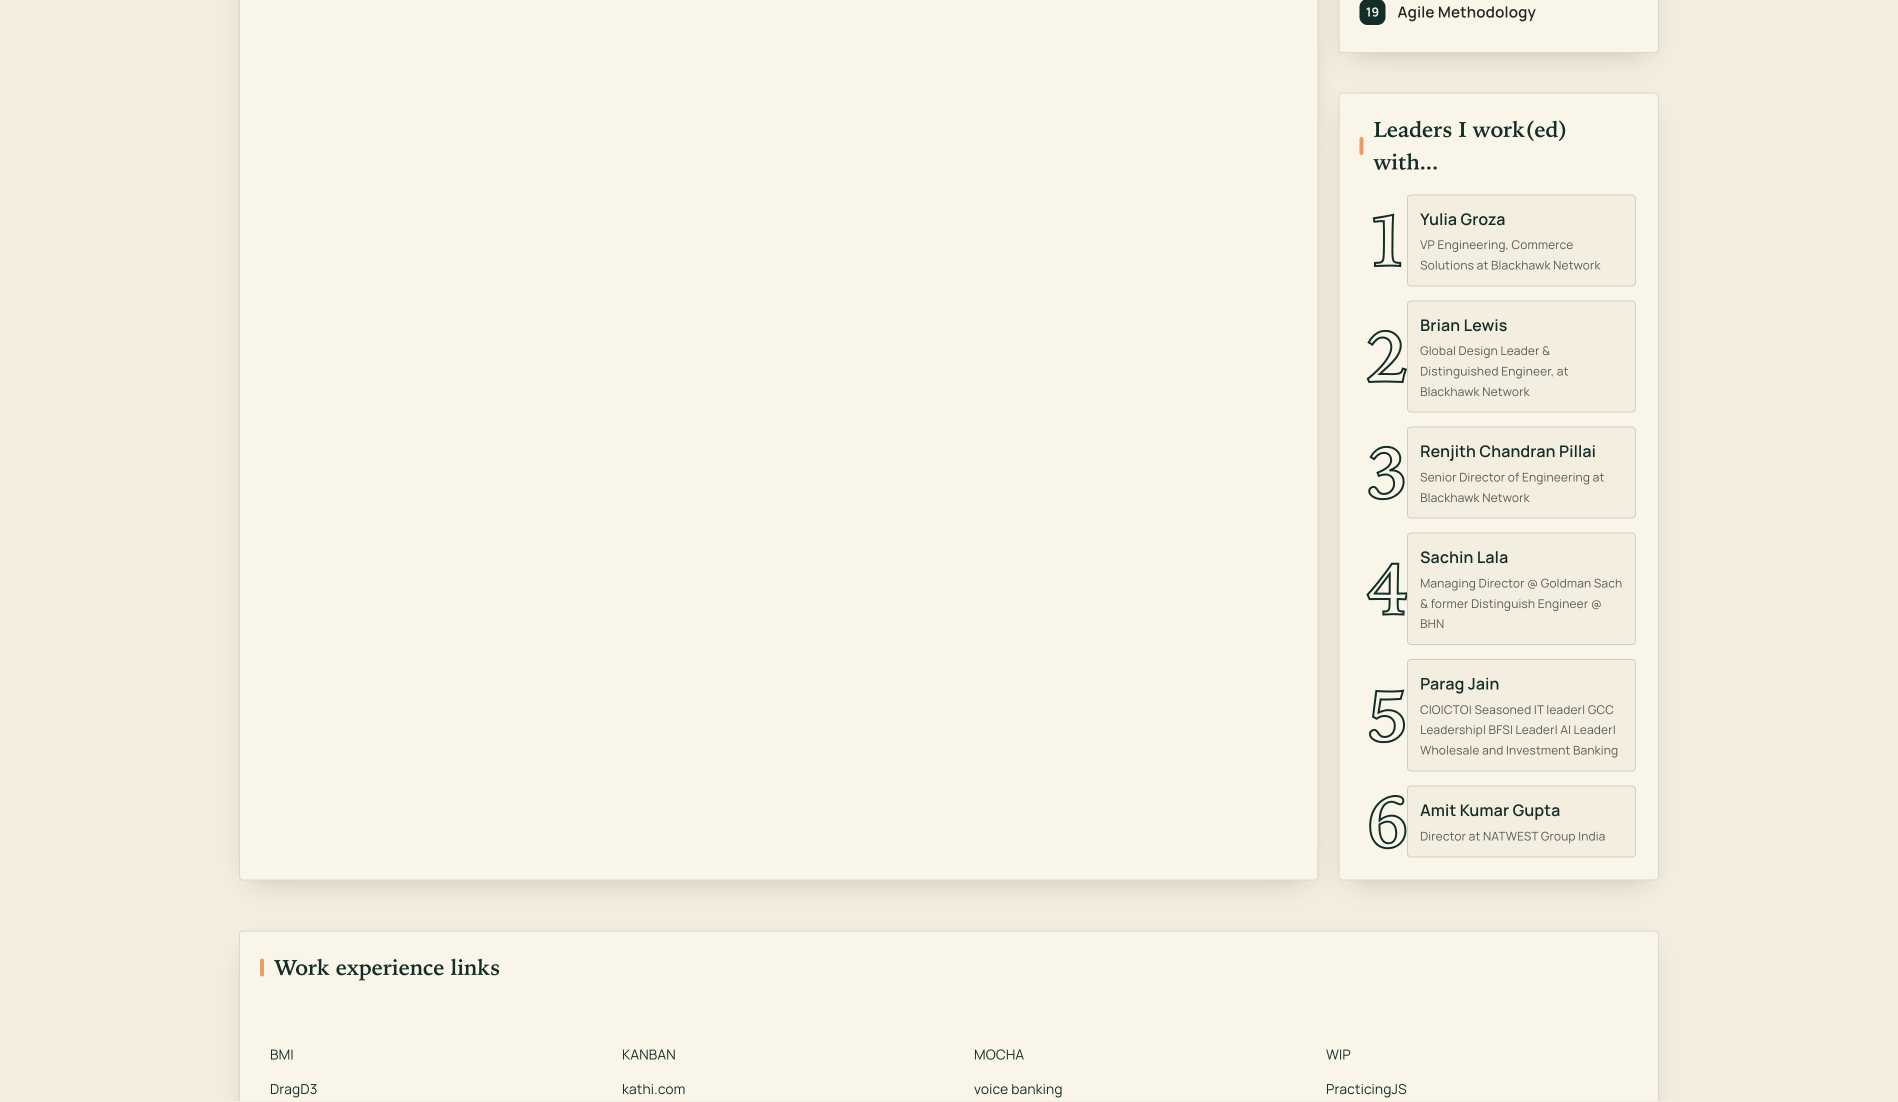 19 Agile Methodology
Leaders I work(ed)
with...
1
Yulia Groza
VP Engineering, Commerce
Solutions at Blackhawk Network
2
Brian Lewis
Global Design Leader &
Distinguished Engineer, at
Blackhawk Network
3
Renjith Chandran Pillai
Senior Director of Engineering at
Blackhawk Network
4
Sachin Lala
Managing Director @ Goldman Sach
& former Distinguish Engineer @
BHN
5
Parag Jain
CIO|CTO| Seasoned IT leader| GCC
Leadership| BFSI Leader| AI Leader|
Wholesale and Investment Banking
6
Amit Kumar Gupta
Director at NATWEST Group India
Work experience links
BMI KANBAN MOCHA WIP
DragD3 kathi.com voice banking PracticingJS